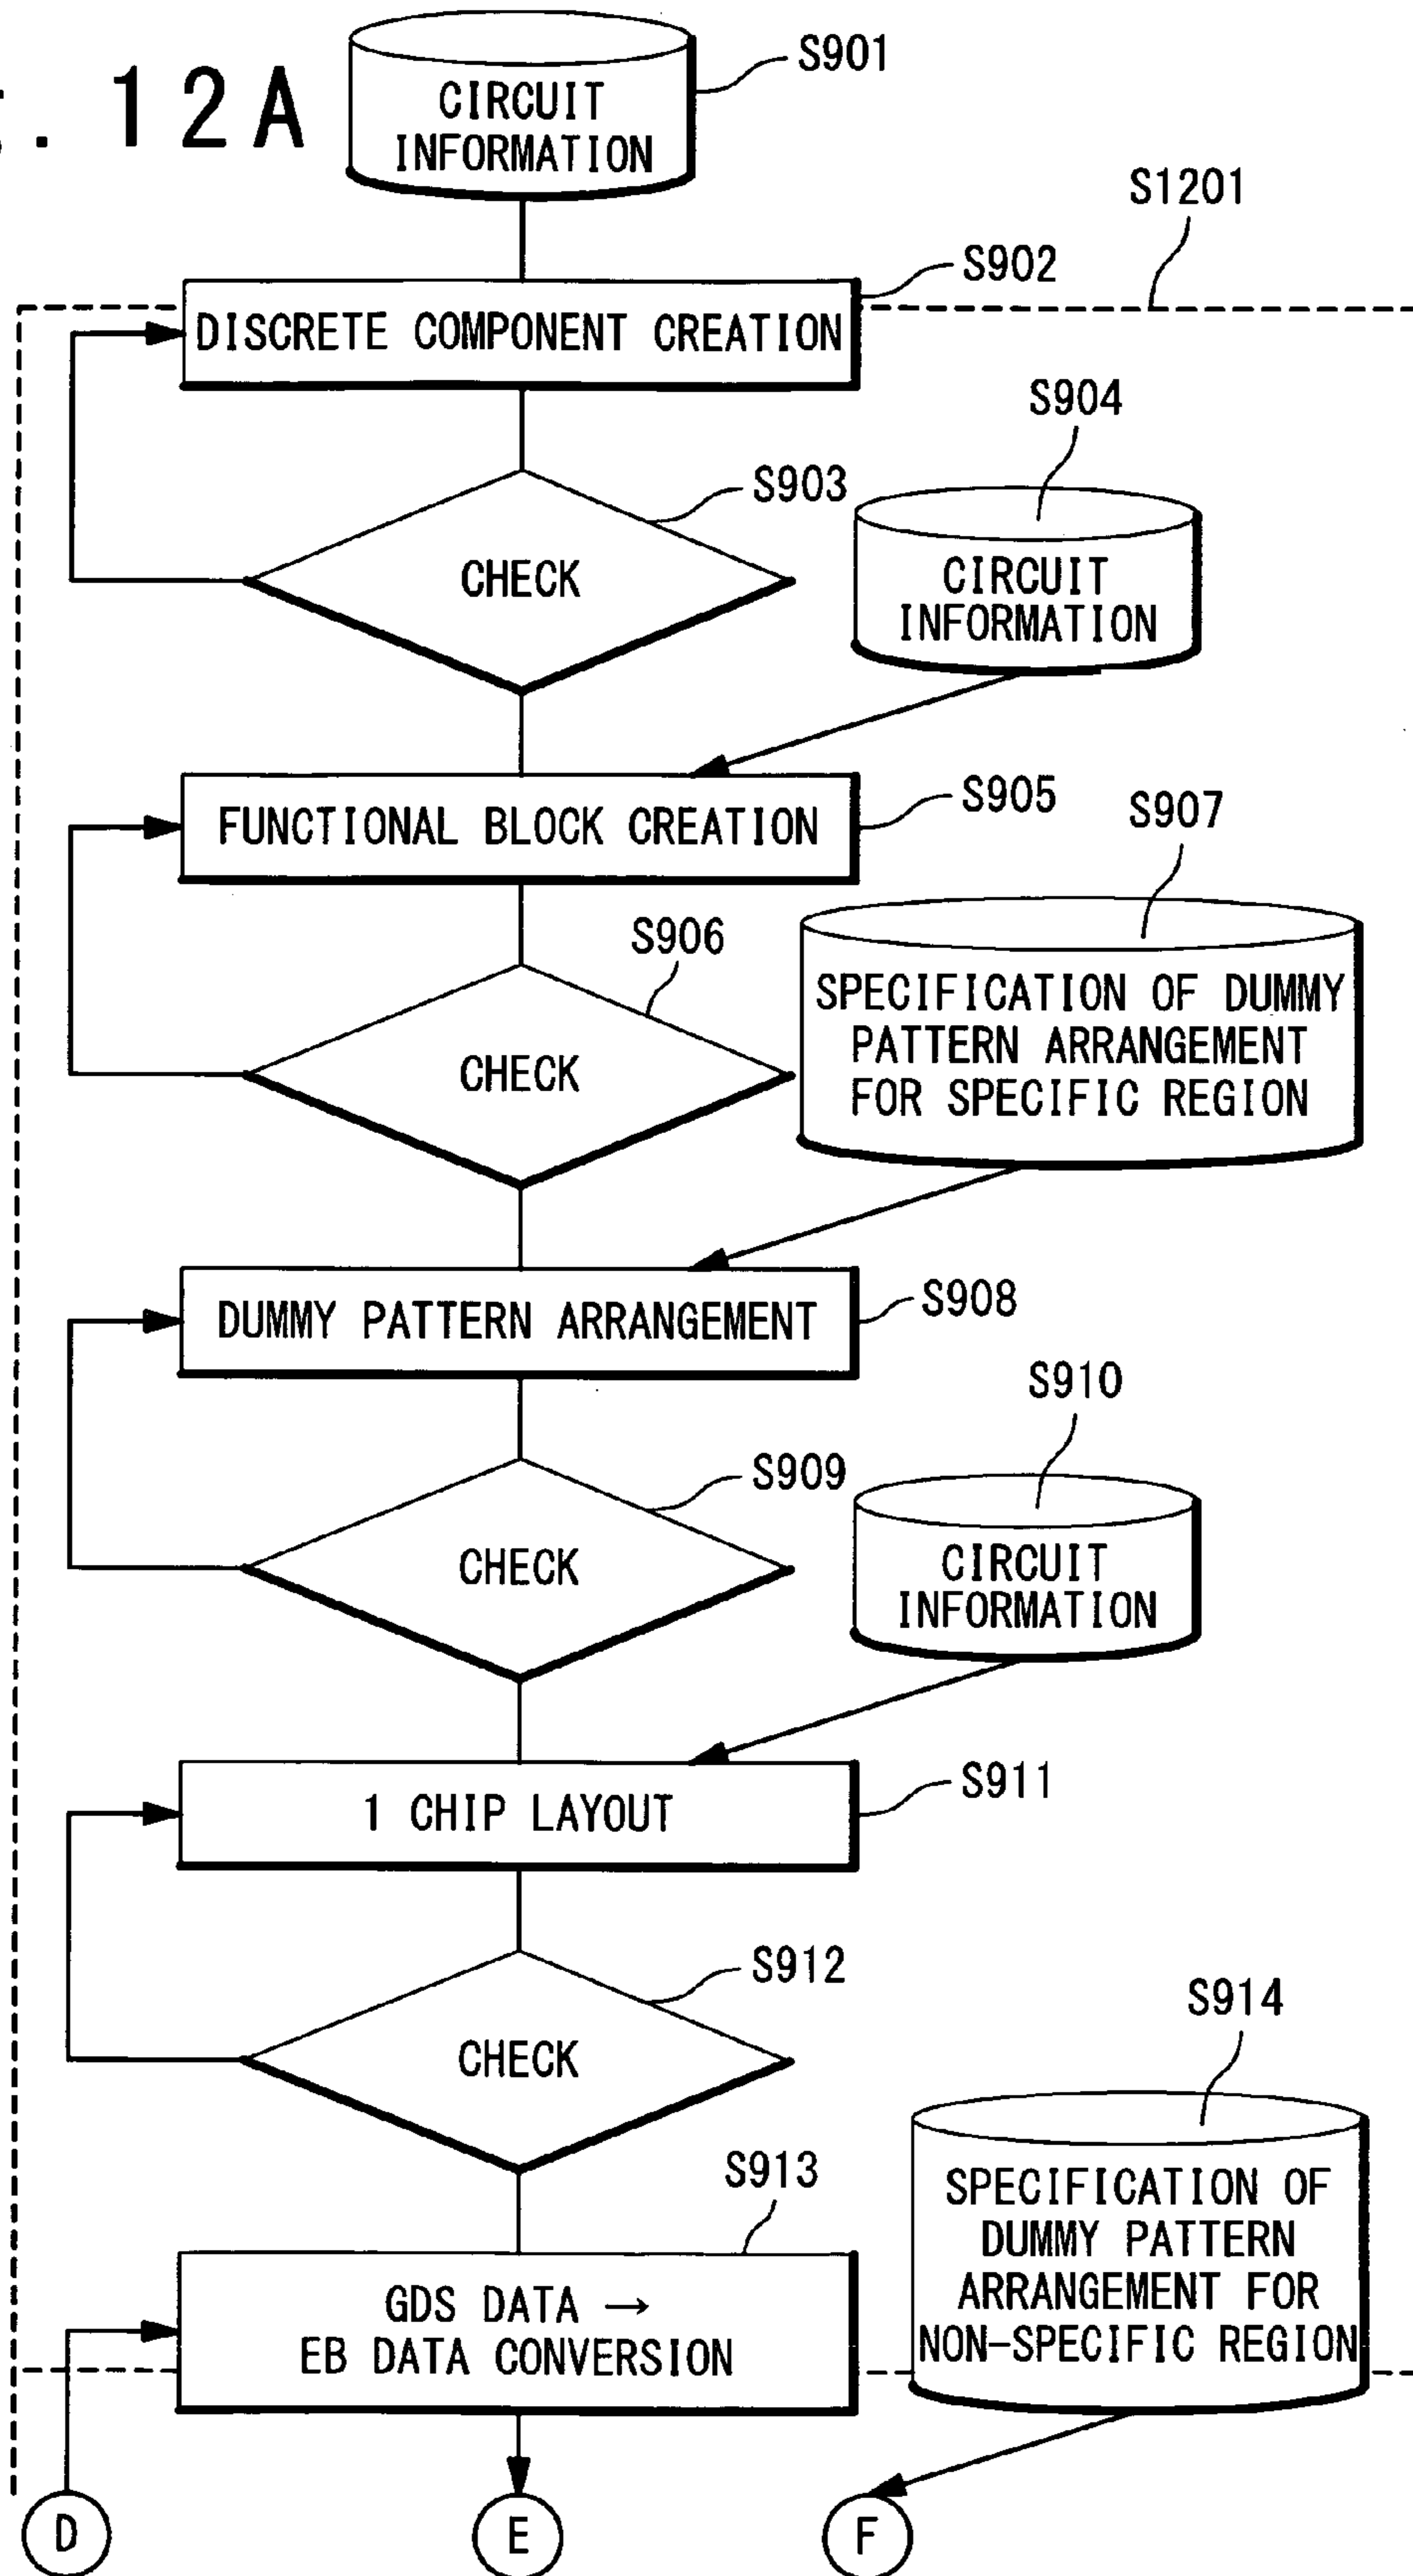 . 12A
S901
CIRCUIT
INFORMATION
S1201
S902
DISCRETE COMPONENT CREATION
S904
S903
CHECK
CIRCUIT
INFORMATION
S905
FUNCTIONAL BLOCK CREATION
S907
S906
CHECK
SPECIFICATION OF DUMMY
PATTERN ARRANGEMENT
FOR SPECIFIC REGION
S908
DUMMY PATTERN ARRANGEMENT
S910
S909
CHECK
CIRCUIT
INFORMATION
S911
1 CHIP LAYOUT
S912
CHECK
S914
S913
SPECIFICATION OF
DUMMY PATTERN
ARRANGEMENT FOR
NON-SPECIFIC REGION
GDS DATA →
EB DATA CONVERSION
D
E
F